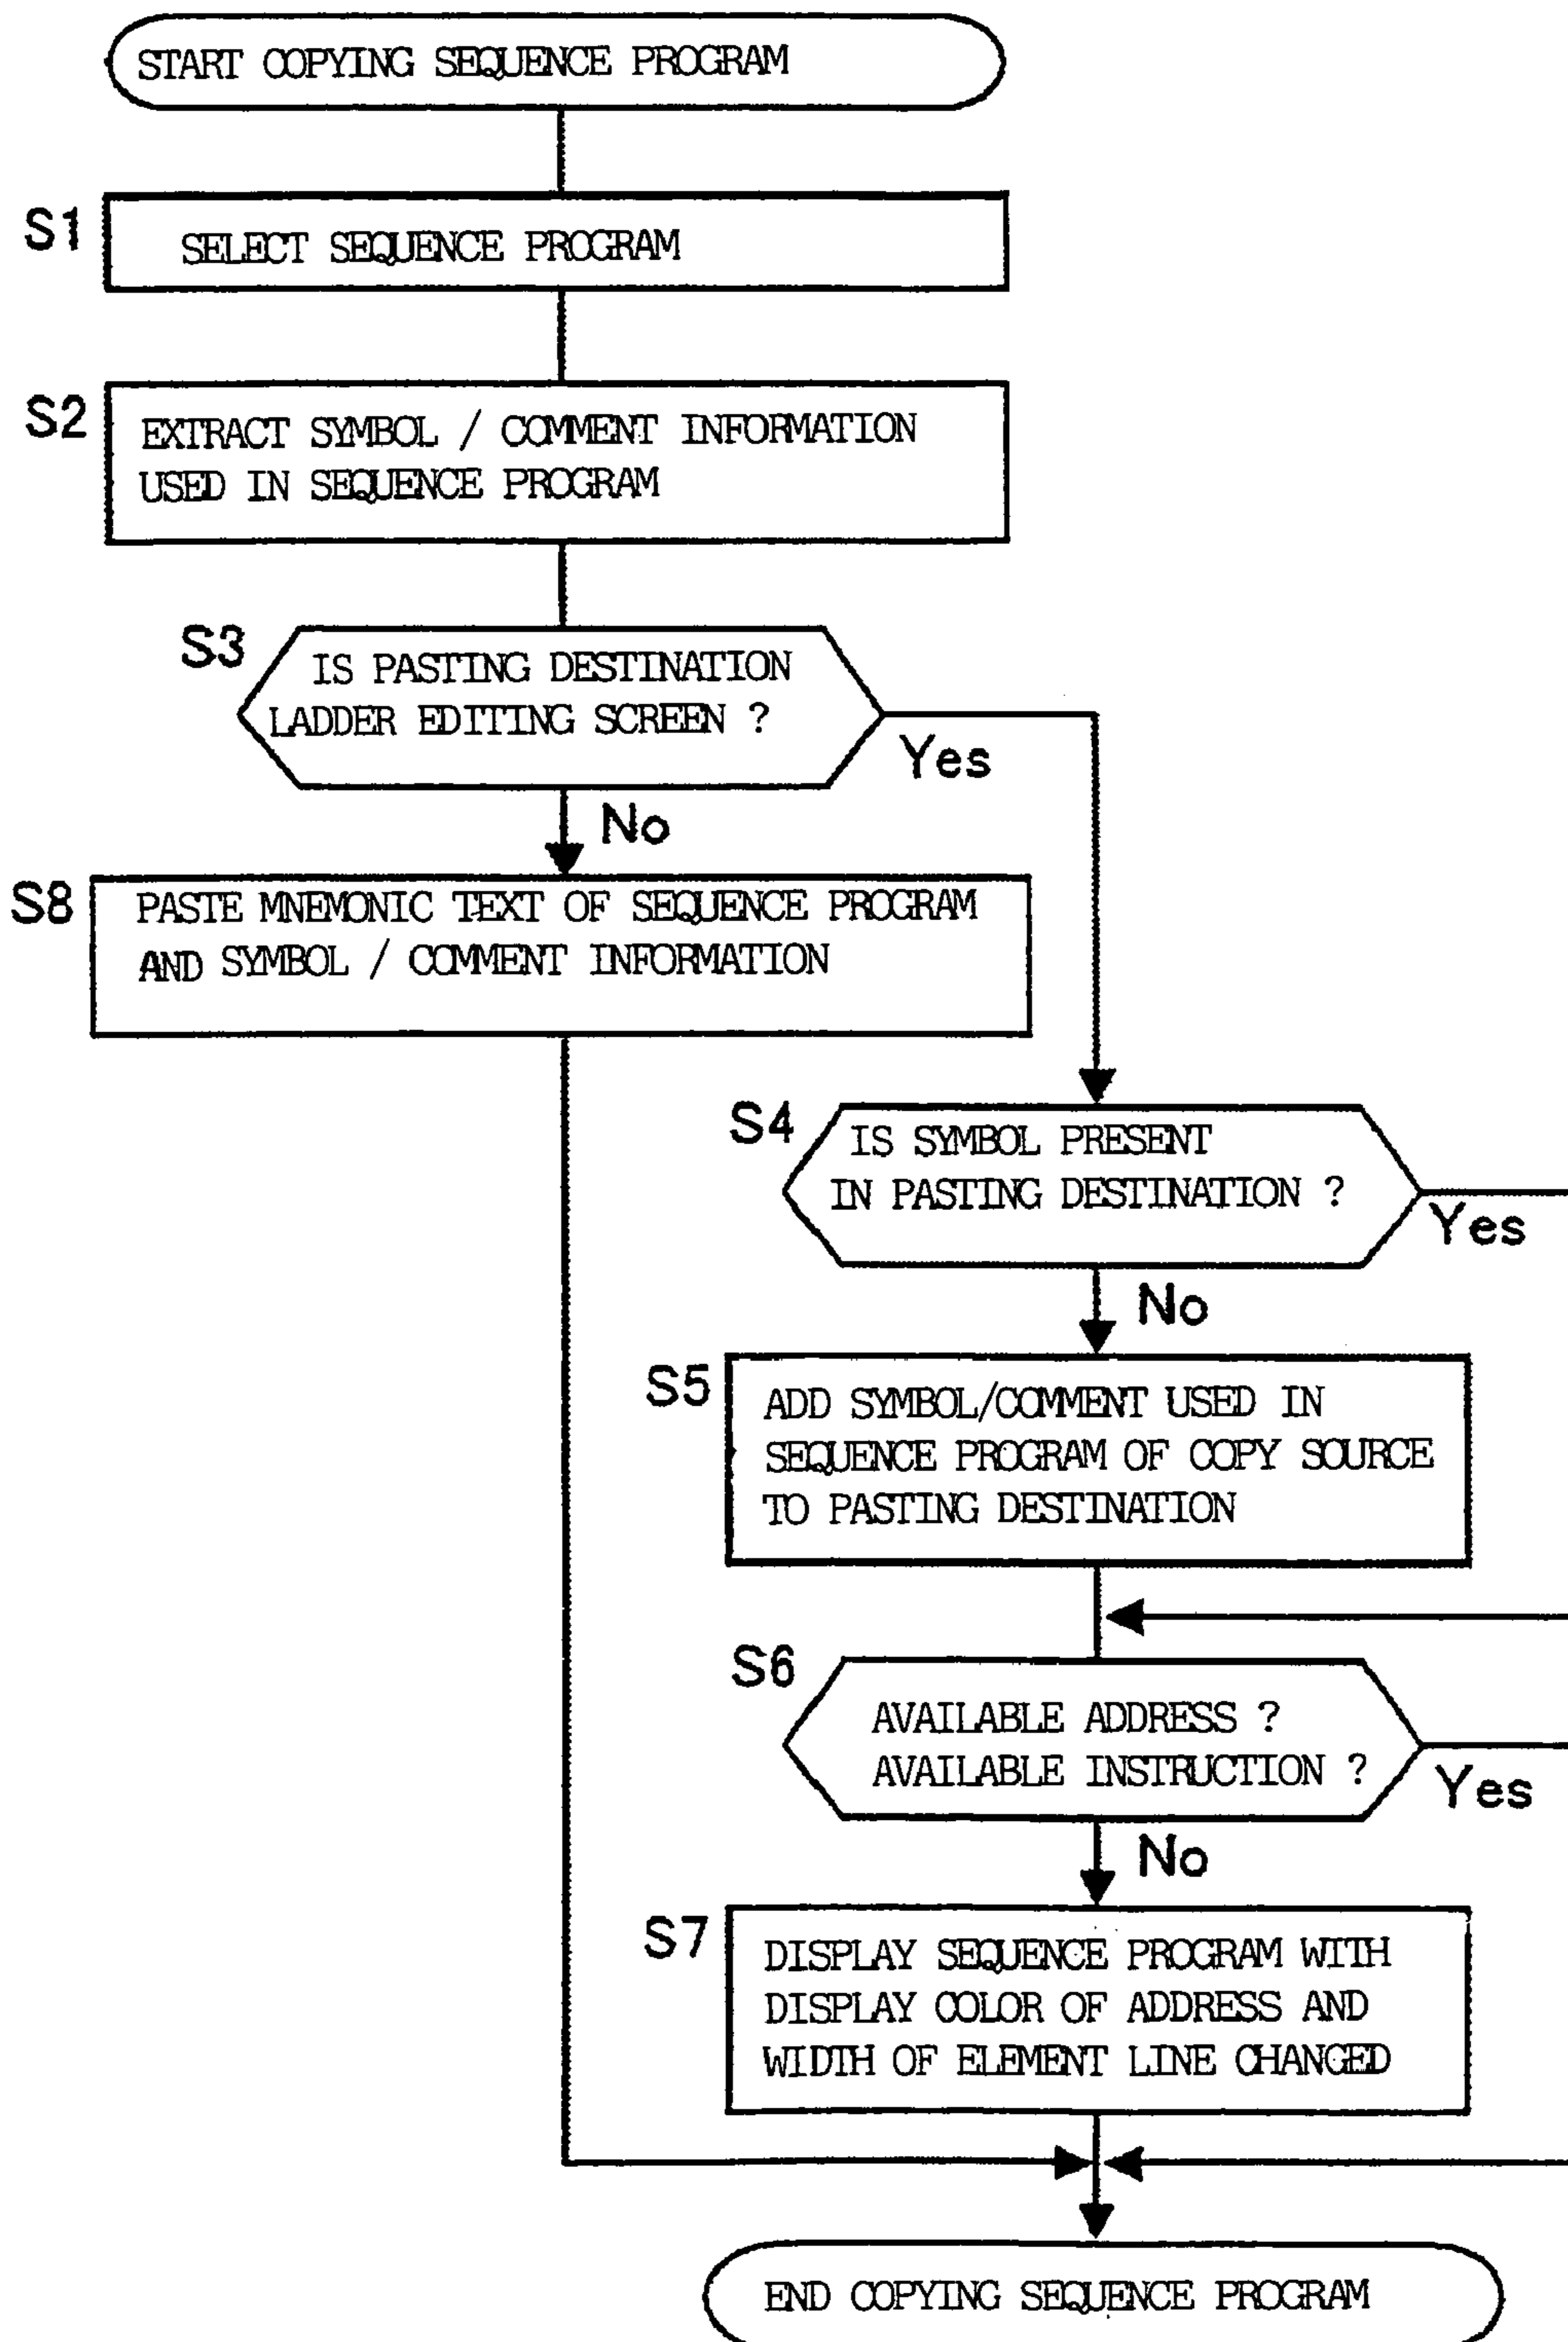 START COPYING SEQUENCE PROGRAM
S1
SELECT SEQUENCE PROGRAM
S2
EXTRACT SYMBOL / COMMENT INFORMATION
USED IN SEQUENCE PROGRAM
S3
IS PASTING DESTINATION
LADDER EDITING SCREEN ?
Yes
No
S8
PASTE MNEMONIC TEXT OF SEQUENCE PROGRAM
AND SYMBOL / COMMENT INFORMATION
S4
IS SYMBOL PRESENT
IN PASTING DESTINATION ?
Yes
No
S5
ADD SYMBOL/COMMENT USED IN
SEQUENCE PROGRAM OF COPY SOURCE
TO PASTING DESTINATION
S6
AVAILABLE ADDRESS ?
AVAILABLE INSTRUCTION ?
Yes
No
S7
DISPLAY SEQUENCE PROGRAM WITH
DISPLAY COLOR OF ADDRESS AND
WIDTH OF ELEMENT LINE CHANGED
END COPYING SEQUENCE PROGRAM